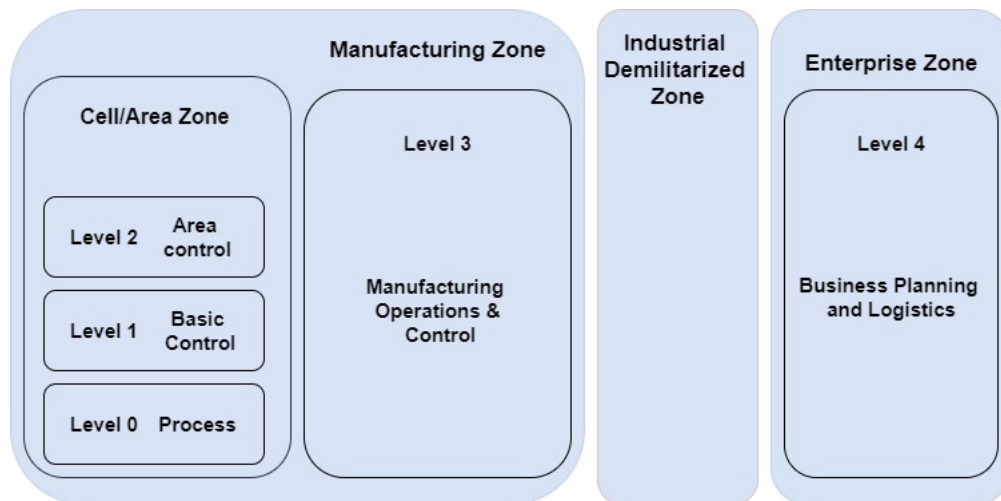 Manufacturing Zone
Cell/Area Zone
Level 2 Area
control
Level 1 Basic
Control
Level 0 Process
Level 3
Manufacturing
Operations &
Control
Industrial
Demilitarized
Zone
Enterprise Zone
Level 4
Business Planning
and Logistics